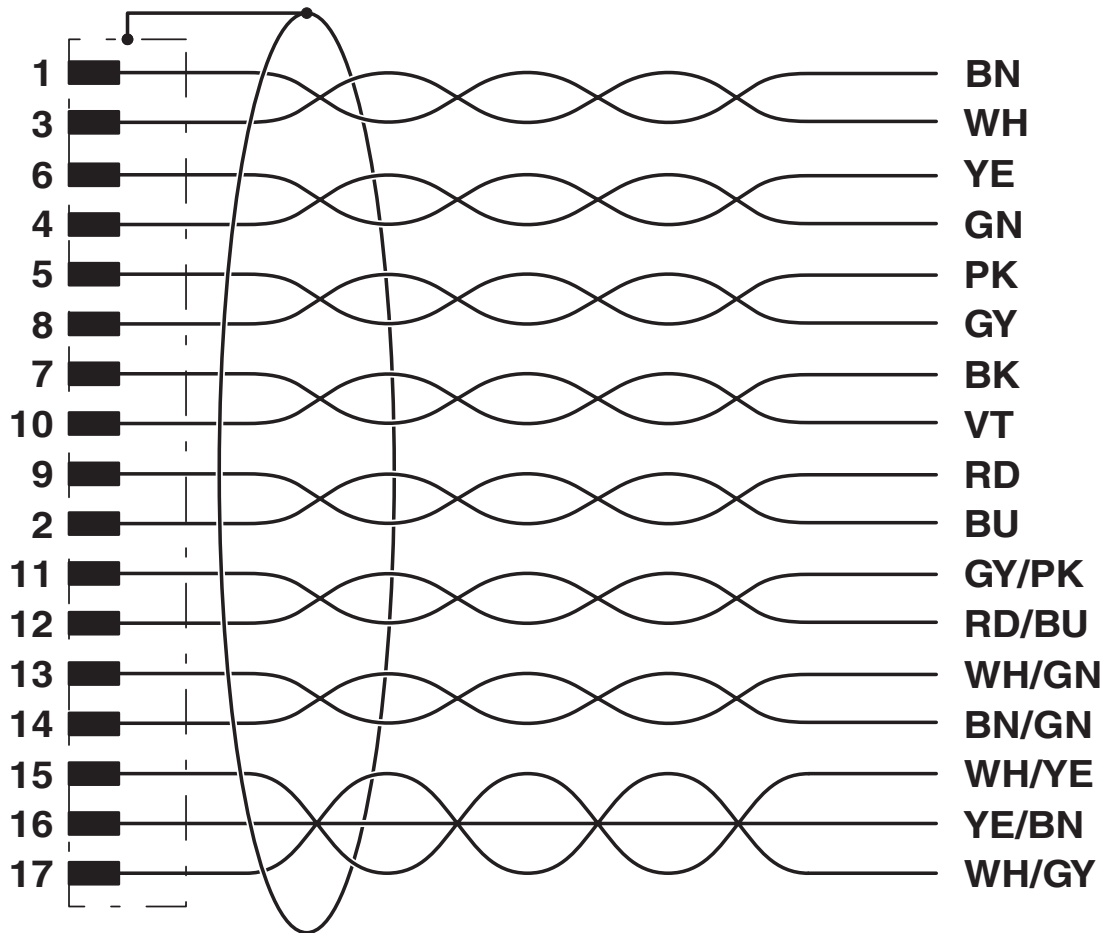 1 BN
3 WH
6 YE
4 GN
5 PK
8 GY
7 BK
10 VT
9 RD
2 BU
11 GY/PK
12 RD/BU
13 WH/GN
14 BN/GN
15 WH/YE
16 YE/BN
17 WH/GY